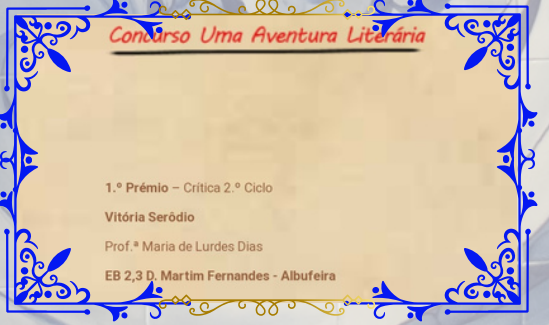 Concurso Uma Aventura Literária
1.º Prémio – Crítica 2.º Ciclo
Vitória Serôdio
Prof.ª Maria de Lurdes Dias
EB 2,3 D. Martim Fernandes - Albufeira